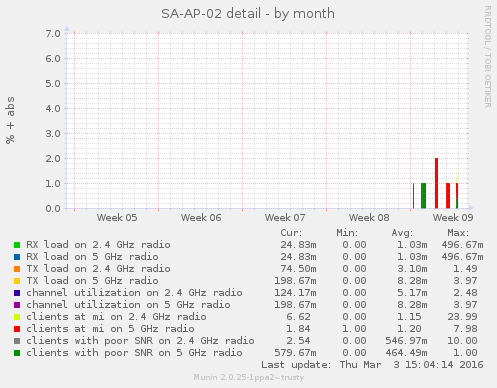 SA-AP-02 detail - by month
RRDTOOL / TOBI OETIKER
% + abs
7.0
6.0
5.0
4.0
3.0
2.0
1.0
0.0
Week 05 Week 06 Week 07 Week 08 Week 09
Cur: Min: Avg: Max:
RX load on 2.4 GHz radio 24.83m 0.00 1.03m 496.67m
RX load on 5 GHz radio 24.83m 0.00 1.03m 496.67m
TX load on 2.4 GHz radio 74.50m 0.00 3.10m 1.49
TX load on 5 GHz radio 198.67m 0.00 8.28m 3.97
channel utilization on 2.4 GHz radio 124.17m 0.00 5.17m 2.48
channel utilization on 5 GHz radio 198.67m 0.00 8.28m 3.97
clients at mi on 2.4 GHz radio 6.62 0.00 1.15 23.99
clients at mi on 5 GHz radio 1.84 1.00 1.20 7.98
clients with poor SNR on 2.4 GHz radio 2.54 0.00 546.97m 10.00
clients with poor SNR on 5 GHz radio 579.67m 0.00 464.49m 1.00
Last update: Thu Mar 3 15:04:14 2016
Munin 2.0.25-1ppa2~trusty